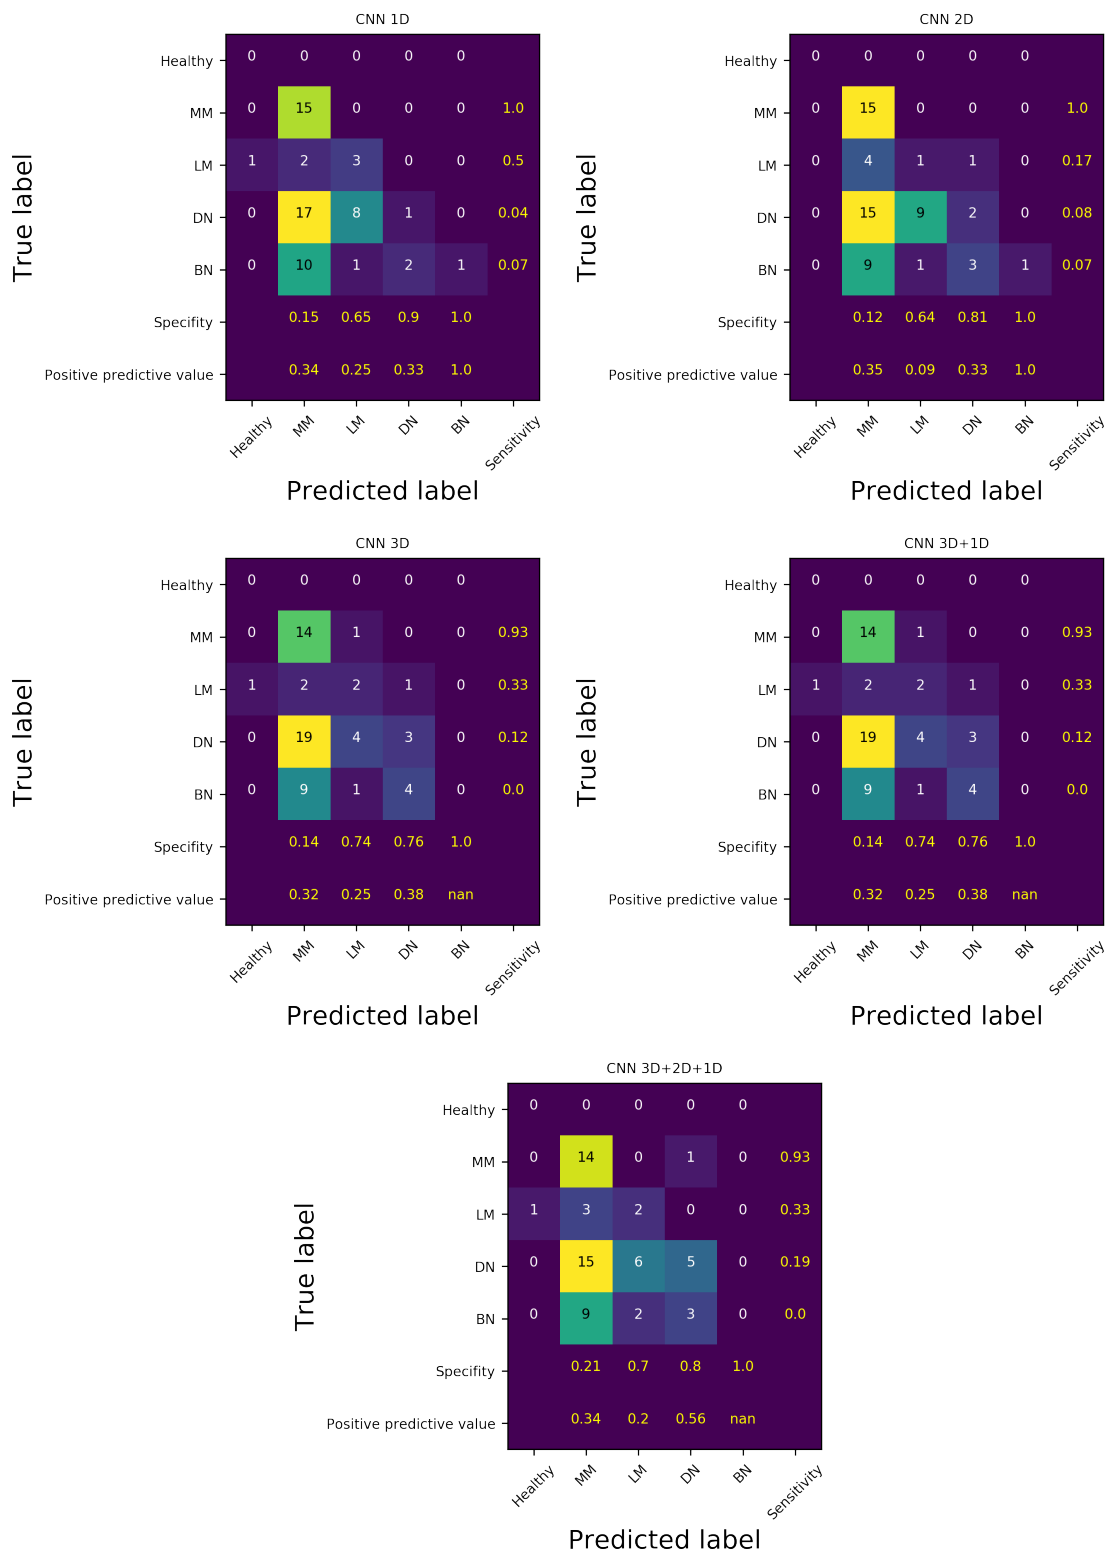 CNN 1D
True label
Healthy 0 0 0 0 0
MM 0 15 0 0 0 1.0
LM 1 2 3 0 0 0.5
DN 0 17 8 1 0 0.04
BN 0 10 1 2 1 0.07
Specifity 0.15 0.65 0.9 1.0
Positive predictive value 0.34 0.25 0.33 1.0
Healthy MM LM DN BN Sensitivity
Predicted label
CNN 2D
True label
Healthy 0 0 0 0 0
MM 0 15 0 0 0 1.0
LM 0 4 1 1 0 0.17
DN 0 15 9 2 0 0.08
BN 0 9 1 3 1 0.07
Specifity 0.12 0.64 0.81 1.0
Positive predictive value 0.35 0.09 0.33 1.0
Healthy MM LM DN BN Sensitivity
Predicted label
CNN 3D
True label
Healthy 0 0 0 0 0
MM 0 14 1 0 0 0.93
LM 1 2 2 1 0 0.33
DN 0 19 4 3 0 0.12
BN 0 9 1 4 0 0.0
Specifity 0.14 0.74 0.76 1.0
Positive predictive value 0.32 0.25 0.38 nan
Healthy MM LM DN BN Sensitivity
Predicted label
CNN 3D+1D
True label
Healthy 0 0 0 0 0
MM 0 14 1 0 0 0.93
LM 1 2 2 1 0 0.33
DN 0 19 4 3 0 0.12
BN 0 9 1 4 0 0.0
Specifity 0.14 0.74 0.76 1.0
Positive predictive value 0.32 0.25 0.38 nan
Healthy MM LM DN BN Sensitivity
Predicted label
CNN 3D+2D+1D
True label
Healthy 0 0 0 0 0
MM 0 14 0 1 0 0.93
LM 1 3 2 0 0 0.33
DN 0 15 6 5 0 0.19
BN 0 9 2 3 0 0.0
Specifity 0.21 0.7 0.8 1.0
Positive predictive value 0.34 0.2 0.56 nan
Healthy MM LM DN BN Sensitivity
Predicted label